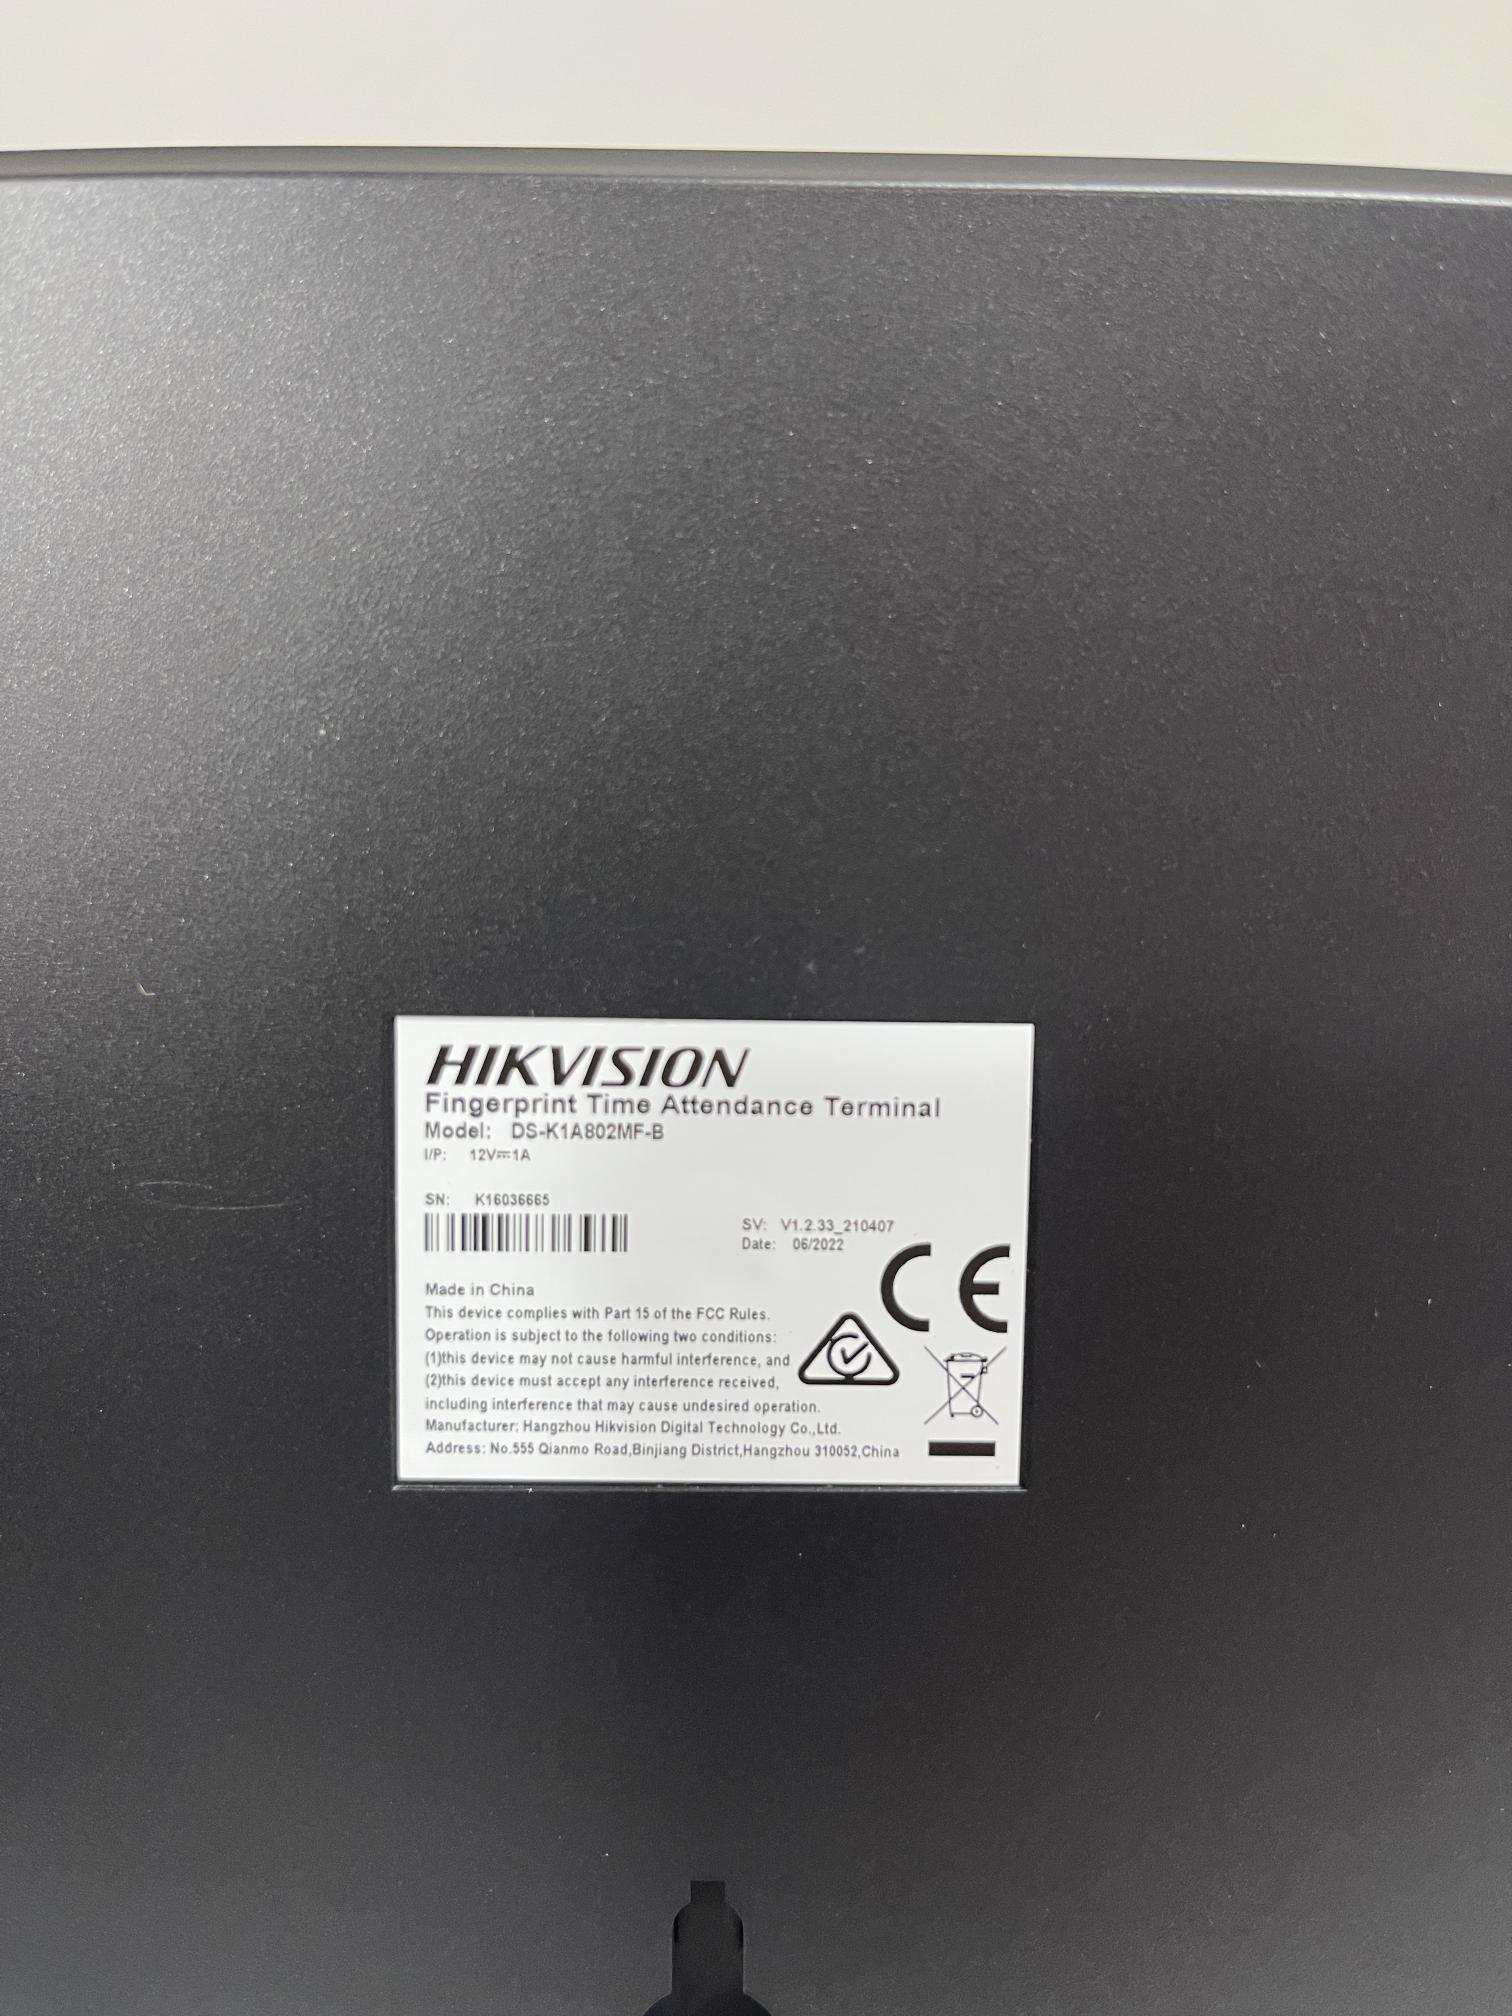 HIKVISION
Fingerprint Time Attendance Terminal
Model: DS-K1A802MF-B
I/P: 12V⎓1A
SN: K16036665
SV: V1.2.33_210407
Date: 06/2022
CE
Made in China
This device complies with Part 15 of the FCC Rules.
Operation is subject to the following two conditions:
(1)this device may not cause harmful interference, and
(2)this device must accept any interference received,
including interference that may cause undesired operation.
Manufacturer: Hangzhou Hikvision Digital Technology Co.,Ltd.
Address: No.555 Qianmo Road,Binjiang District,Hangzhou 310052,China